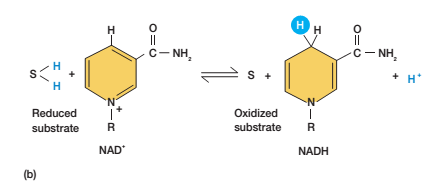 H
O
C – NH₂
S
H
H
+
N
+
R
Reduced
substrate
NAD⁺
S +
Oxidized
substrate
H
H
O
C – NH₂
N
R
NADH
+ H⁺
(b)